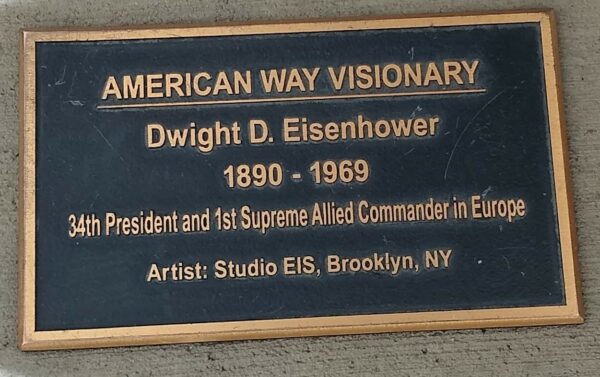 AMERICAN WAY VISIONARY
Dwight D. Eisenhower
1890 - 1969
34th President and 1st Supreme Allied Commander in Europe
Artist: Studio EIS, Brooklyn, NY